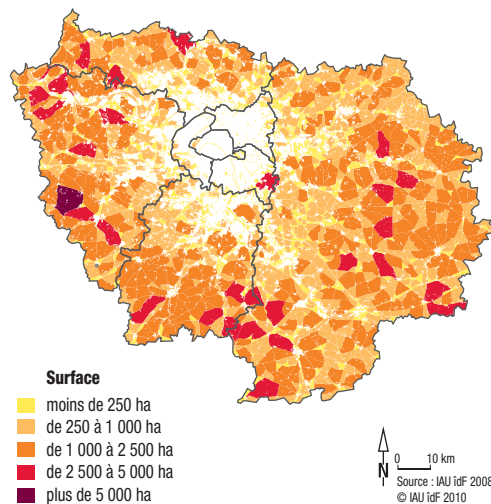 Surface
moins de 250 ha
de 250 à 1 000 ha
de 1 000 à 2 500 ha
de 2 500 à 5 000 ha
plus de 5 000 ha
N
0 10 km
Source : IAU îdF 2008
© IAU îdF 2010